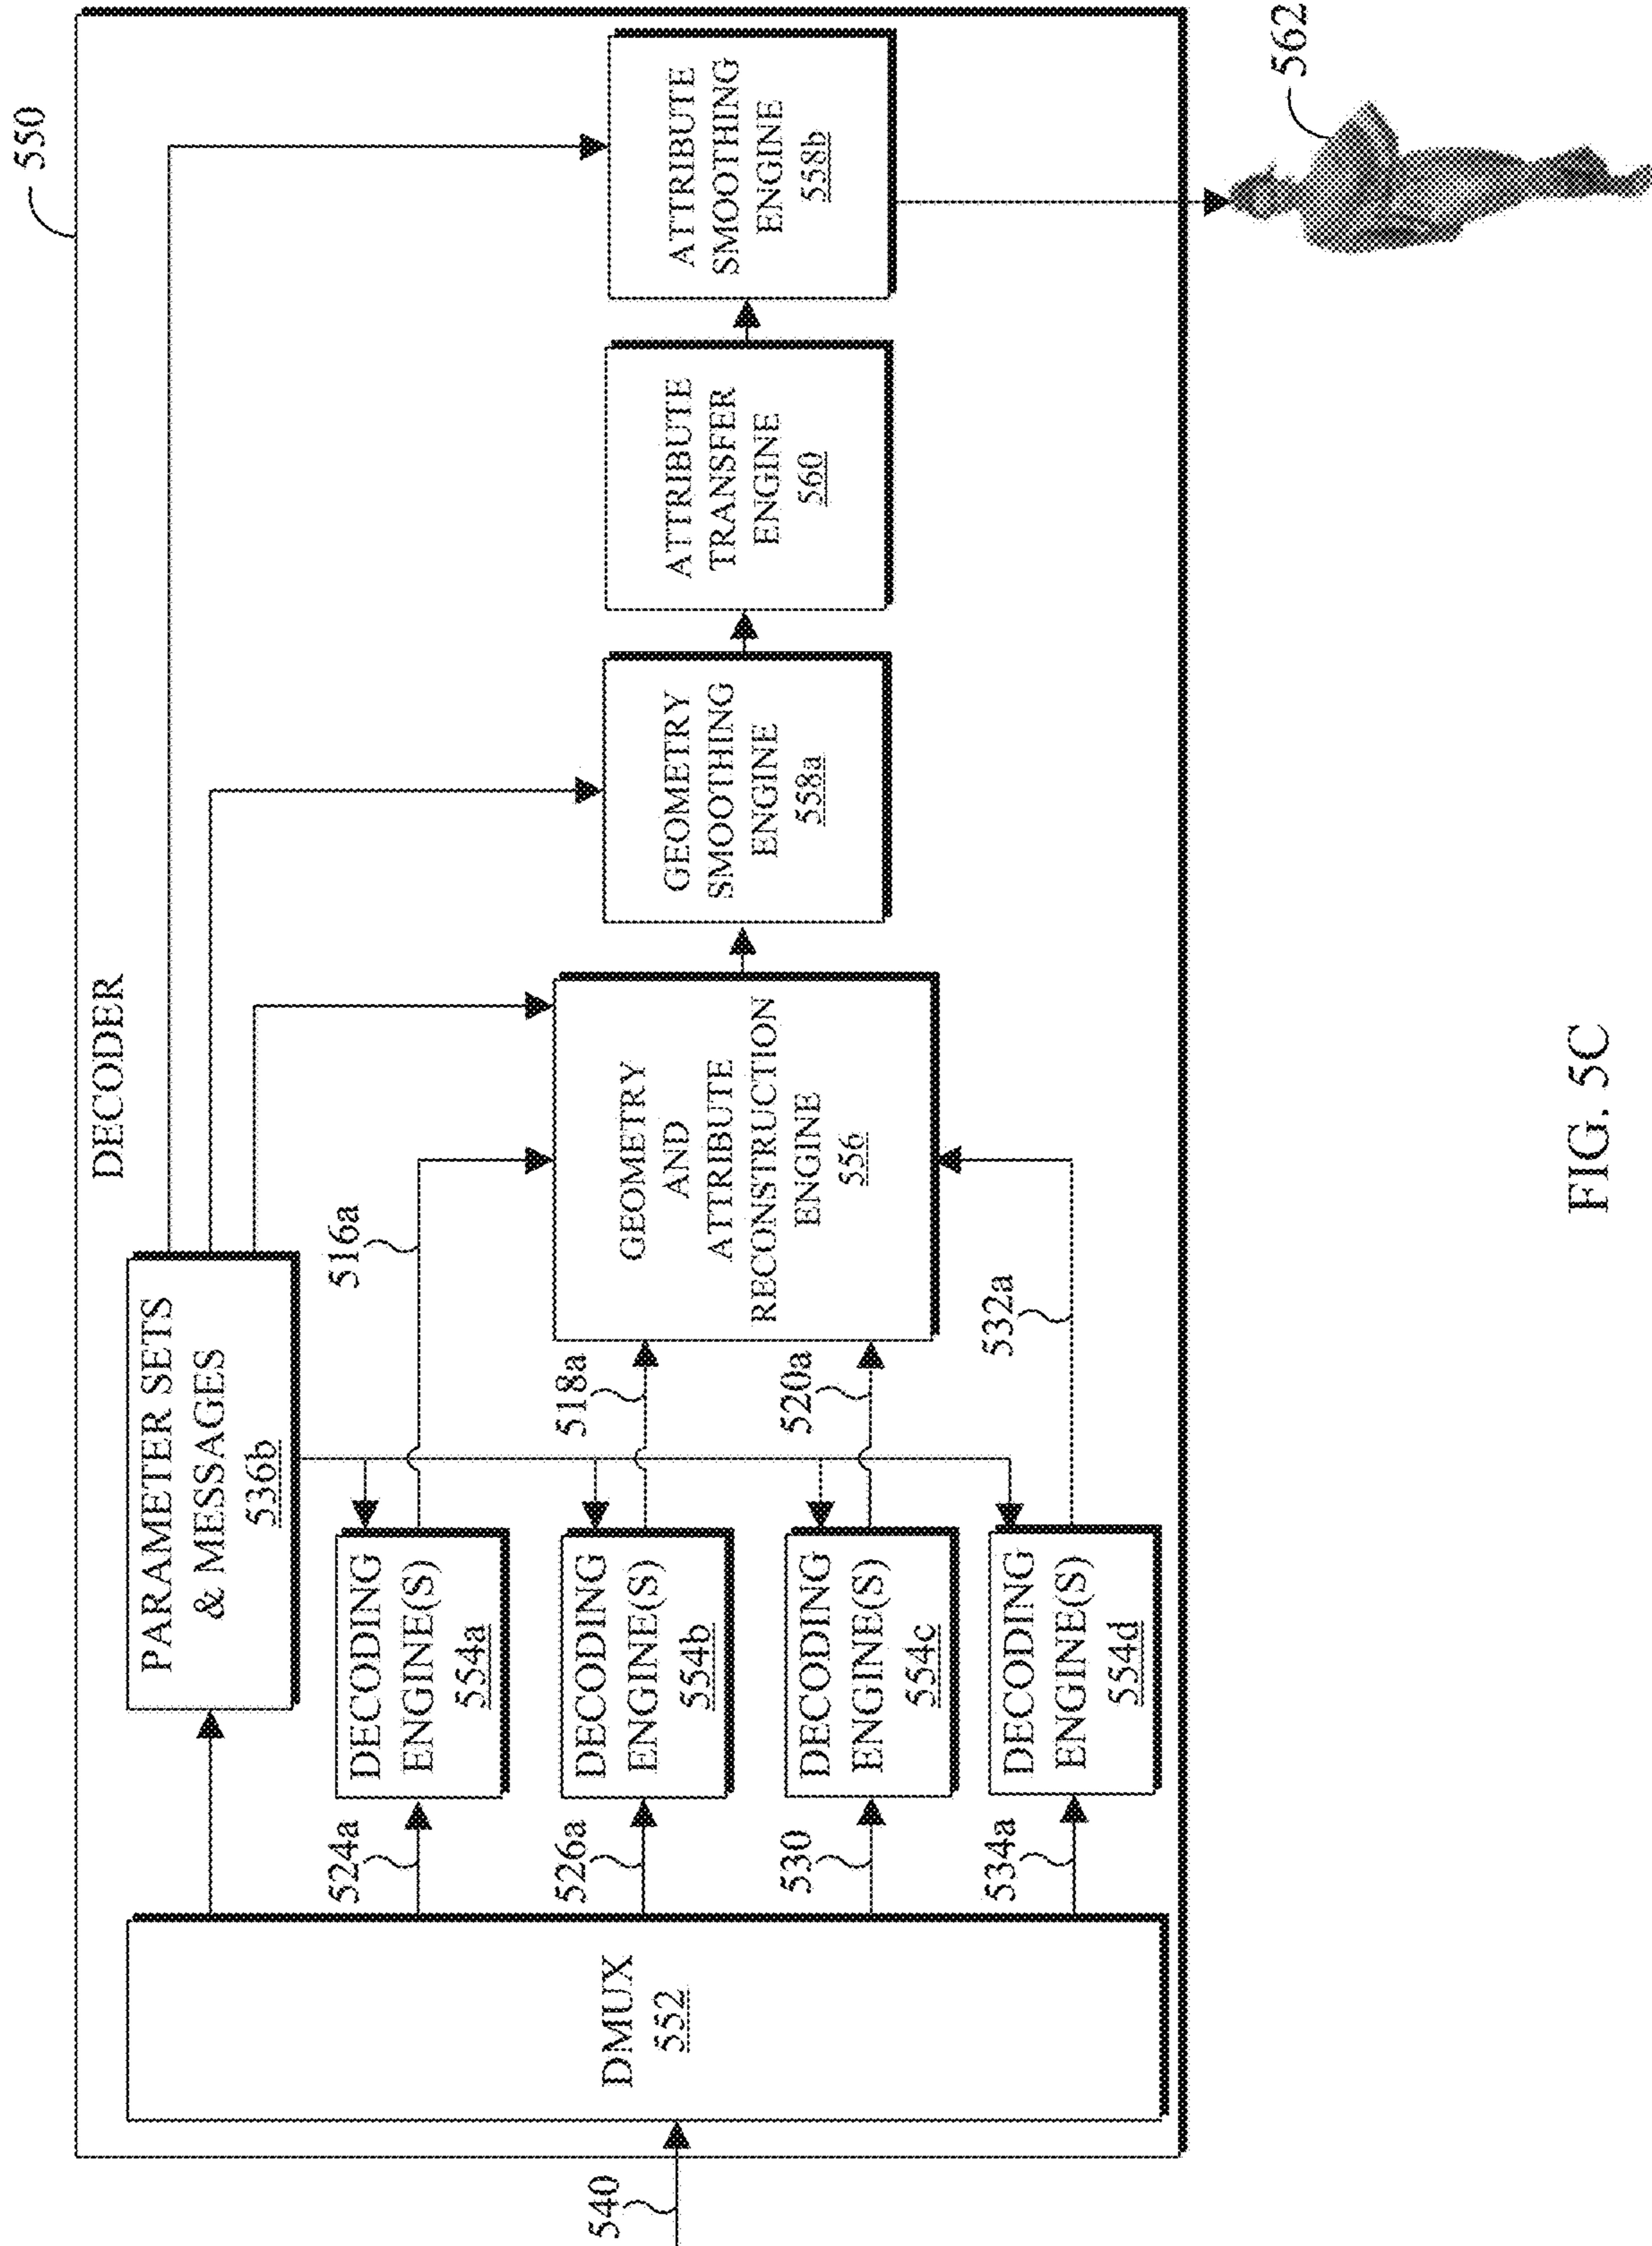 550
DECODER
PARAMETER SETS
& MESSAGES
536b
516a
524a
DECODING
ENGINE(S)
554a
518a
526a
DECODING
ENGINE(S)
554b
520a
530
DECODING
ENGINE(S)
554c
532a
534a
DECODING
ENGINE(S)
554d
540
DMUX
552
GEOMETRY
AND
ATTRIBUTE
RECONSTRUCTION
ENGINE
556
GEOMETRY
SMOOTHING
ENGINE
558a
ATTRIBUTE
TRANSFER
ENGINE
560
ATTRIBUTE
SMOOTHING
ENGINE
558b
562
FIG. 5C